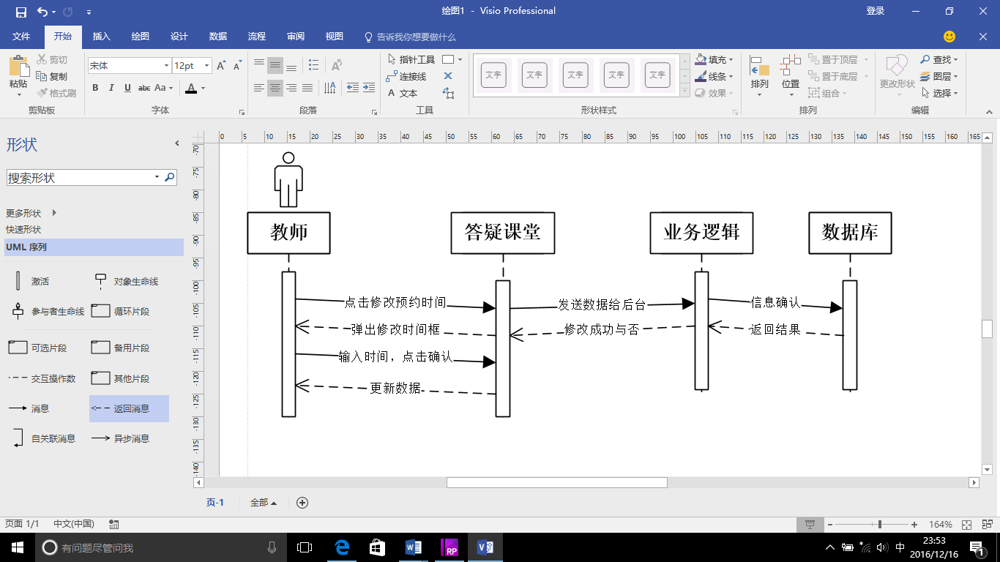 绘图1 - Visio Professional
登录
文件 开始 插入 绘图 设计 数据 流程 审阅 视图 告诉我你想要做什么
粘贴
剪切
复制
格式刷
剪贴板
宋体 12pt
B I U abc Aa A
字体
段落
指针工具
连接线
A 文本
工具
文字 文字 文字 文字 文字
形状样式
填充
线条
效果
排列
位置
置于顶层
置于底层
组合
排列
更改形状
查找
图层
选择
编辑
形状
搜索形状
更多形状
快速形状
UML 序列
激活 对象生命线
参与者生命线 循环片段
可选片段 备用片段
交互操作数 其他片段
消息 返回消息
自关联消息 异步消息
0 5 10 15 20 25 30 35 40 45 50 55 60 65 70 75 80 85 90 95 100 105 110 115 120 125 130 135 140 145 150 155 160 165
-70
-75
-80
-85
-90
-95
-100
-105
-110
-115
-120
-125
-130
-135
-140
教师 答疑课堂 业务逻辑 数据库
点击修改预约时间 发送数据给后台 信息确认
弹出修改时间框 修改成功与否 返回结果
输入时间，点击确认
更新数据
页-1 全部
页面 1/1 中文(中国) 164%
有问题尽管问我
RP
中
23:53
2016/12/16
1